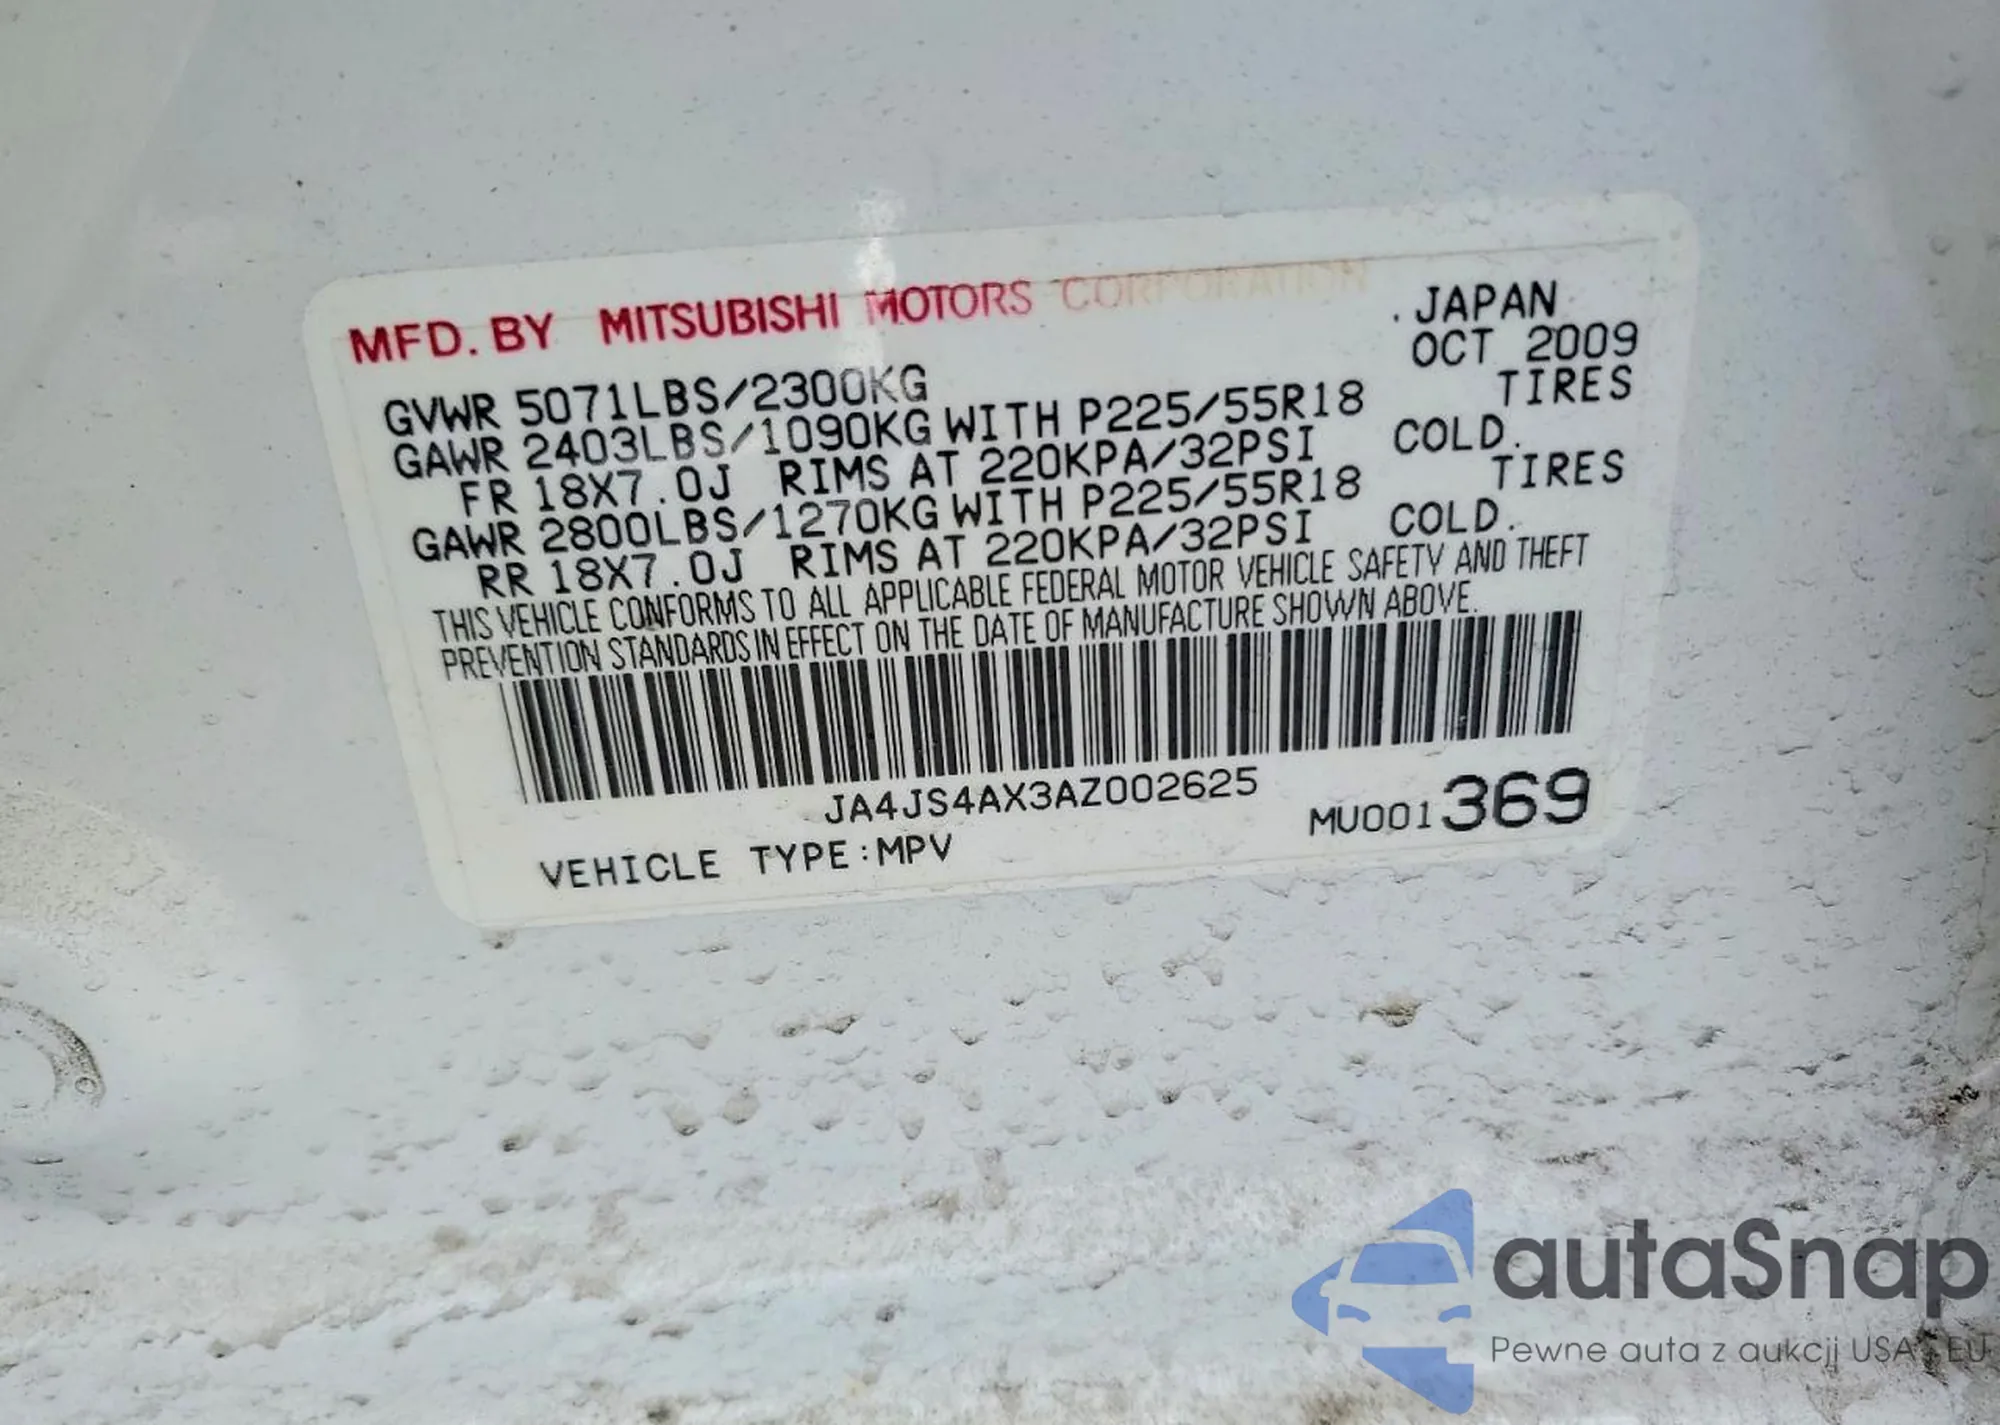 MFD. BY MITSUBISHI MOTORS CORPORATION .JAPAN
OCT 2009
GVWR 5071LBS/2300KG
GAWR 2403LBS/1090KG WITH P225/55R18 TIRES
FR 18X7.0J RIMS AT 220KPA/32PSI COLD.
GAWR 2800LBS/1270KG WITH P225/55R18 TIRES
RR 18X7.0J RIMS AT 220KPA/32PSI COLD.
THIS VEHICLE CONFORMS TO ALL APPLICABLE FEDERAL MOTOR VEHICLE SAFETY AND THEFT
PREVENTION STANDARDS IN EFFECT ON THE DATE OF MANUFACTURE SHOWN ABOVE.
JA4JS4AX3AZ002625
MU001369
VEHICLE TYPE:MPV
autaSnap
Pewne auta z aukcji USA i EU